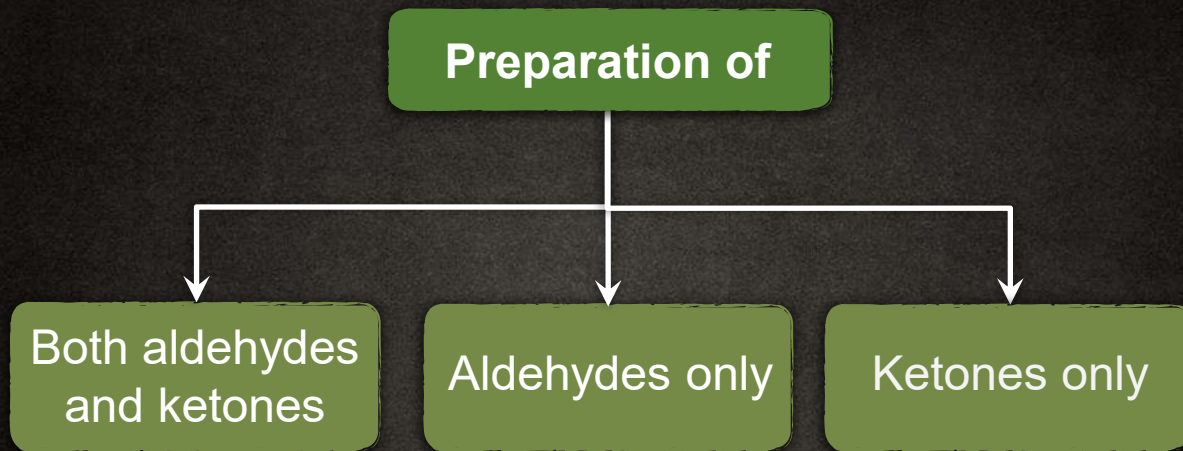 Preparation of
Both aldehydes
and ketones
Aldehydes only
Ketones only